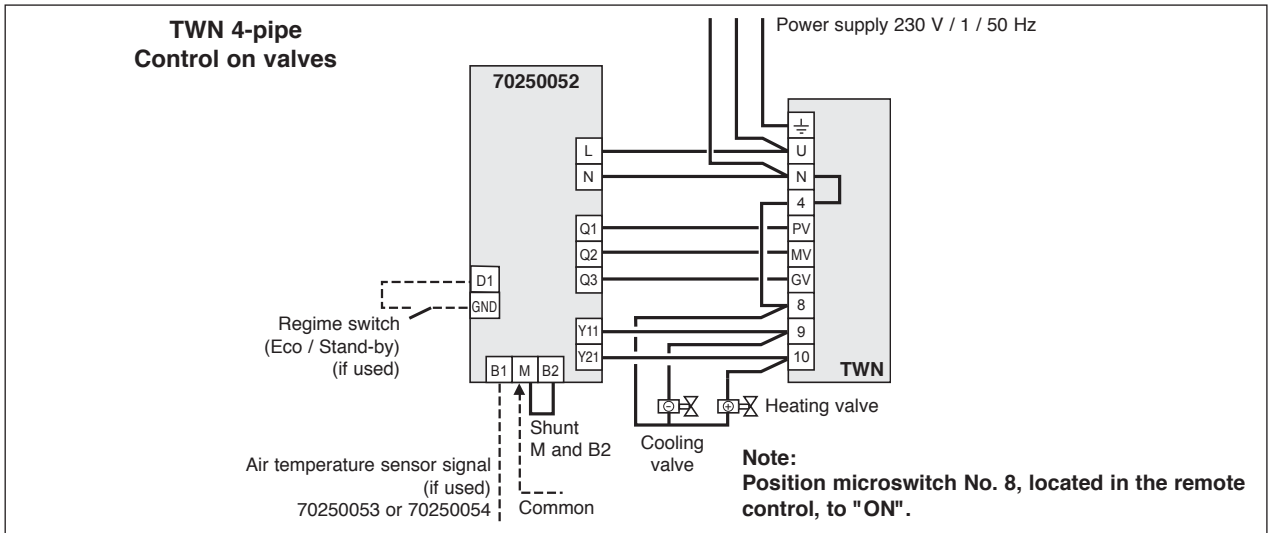 TWN 4-pipe
Control on valves
Power supply 230 V / 1 / 50 Hz
70250052
L
N
Q1
Q2
Q3
D1
GND
Y11
Y21
B1 M B2
U
N
4
PV
MV
GV
8
9
10
TWN
Regime switch
(Eco / Stand-by)
(if used)
Shunt
M and B2
Cooling
valve
Heating valve
Air temperature sensor signal
(if used)
70250053 or 70250054
Common
Note:
Position microswitch No. 8, located in the remote
control, to "ON".